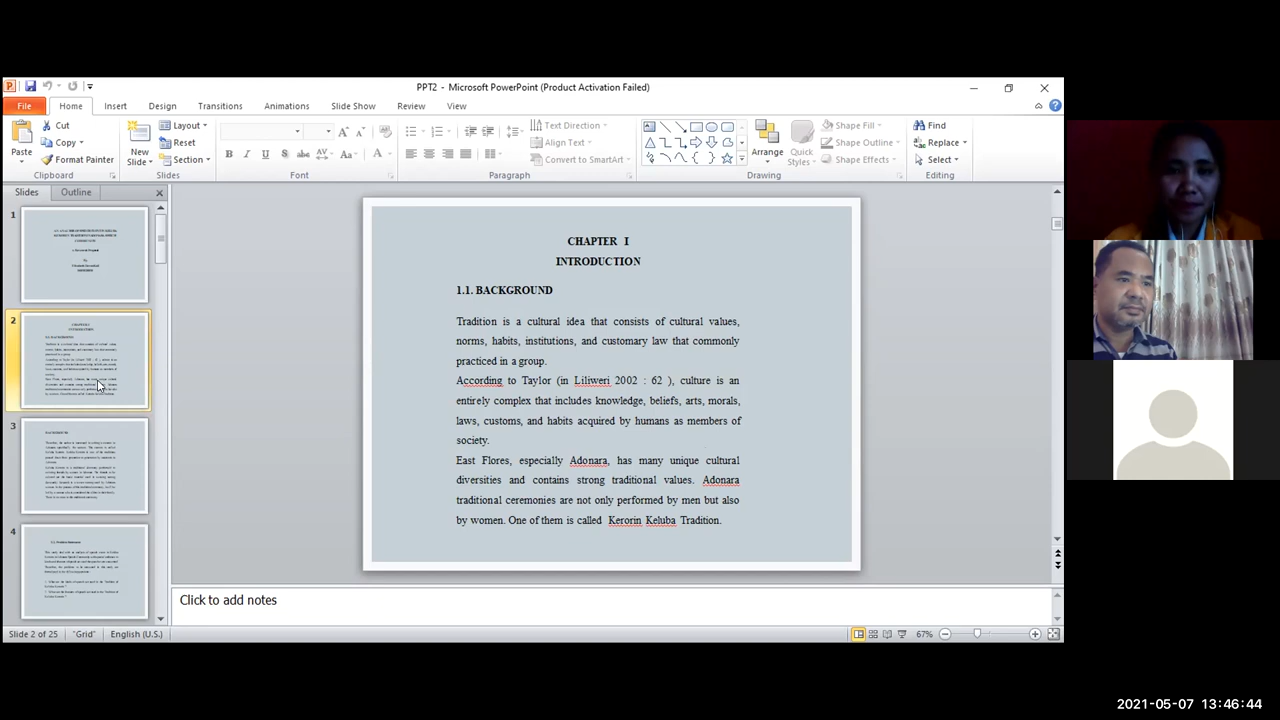 PPT2 - Microsoft PowerPoint (Product Activation Failed)
File Home Insert Design Transitions Animations Slide Show Review View
Paste
Cut
Copy
Format Painter
Clipboard
New Slide
Layout
Reset
Section
Slides
Font
Text Direction
Align Text
Convert to SmartArt
Paragraph
Arrange
Quick Styles
Shape Fill
Shape Outline
Shape Effects
Drawing
Find
Replace
Select
Editing
Slides Outline
1
2
3
4
CHAPTER I
INTRODUCTION
1.1. BACKGROUND
Tradition is a cultural idea that consists of cultural values,
norms, habits, institutions, and customary law that commonly
practiced in a group.
According to Taylor (in Liliweri 2002 : 62 ), culture is an
entirely complex that includes knowledge, beliefs, arts, morals,
laws, customs, and habits acquired by humans as members of
society.
East Flores, especially Adonara, has many unique cultural
diversities and contains strong traditional values. Adonara
traditional ceremonies are not only performed by men but also
by women. One of them is called Kerorin Keluba Tradition.
Click to add notes
Slide 2 of 25 "Grid" English (U.S.) 67%
2021-05-07 13:46:44